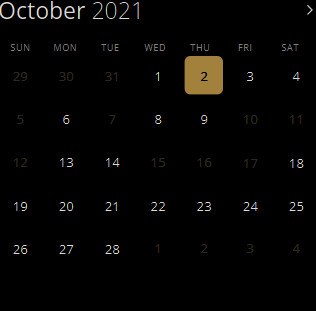 October 2021
SUN MON TUE WED THU FRI SAT
29 30 31 1 2 3 4
5 6 7 8 9 10 11
12 13 14 15 16 17 18
19 20 21 22 23 24 25
26 27 28 1 2 3 4